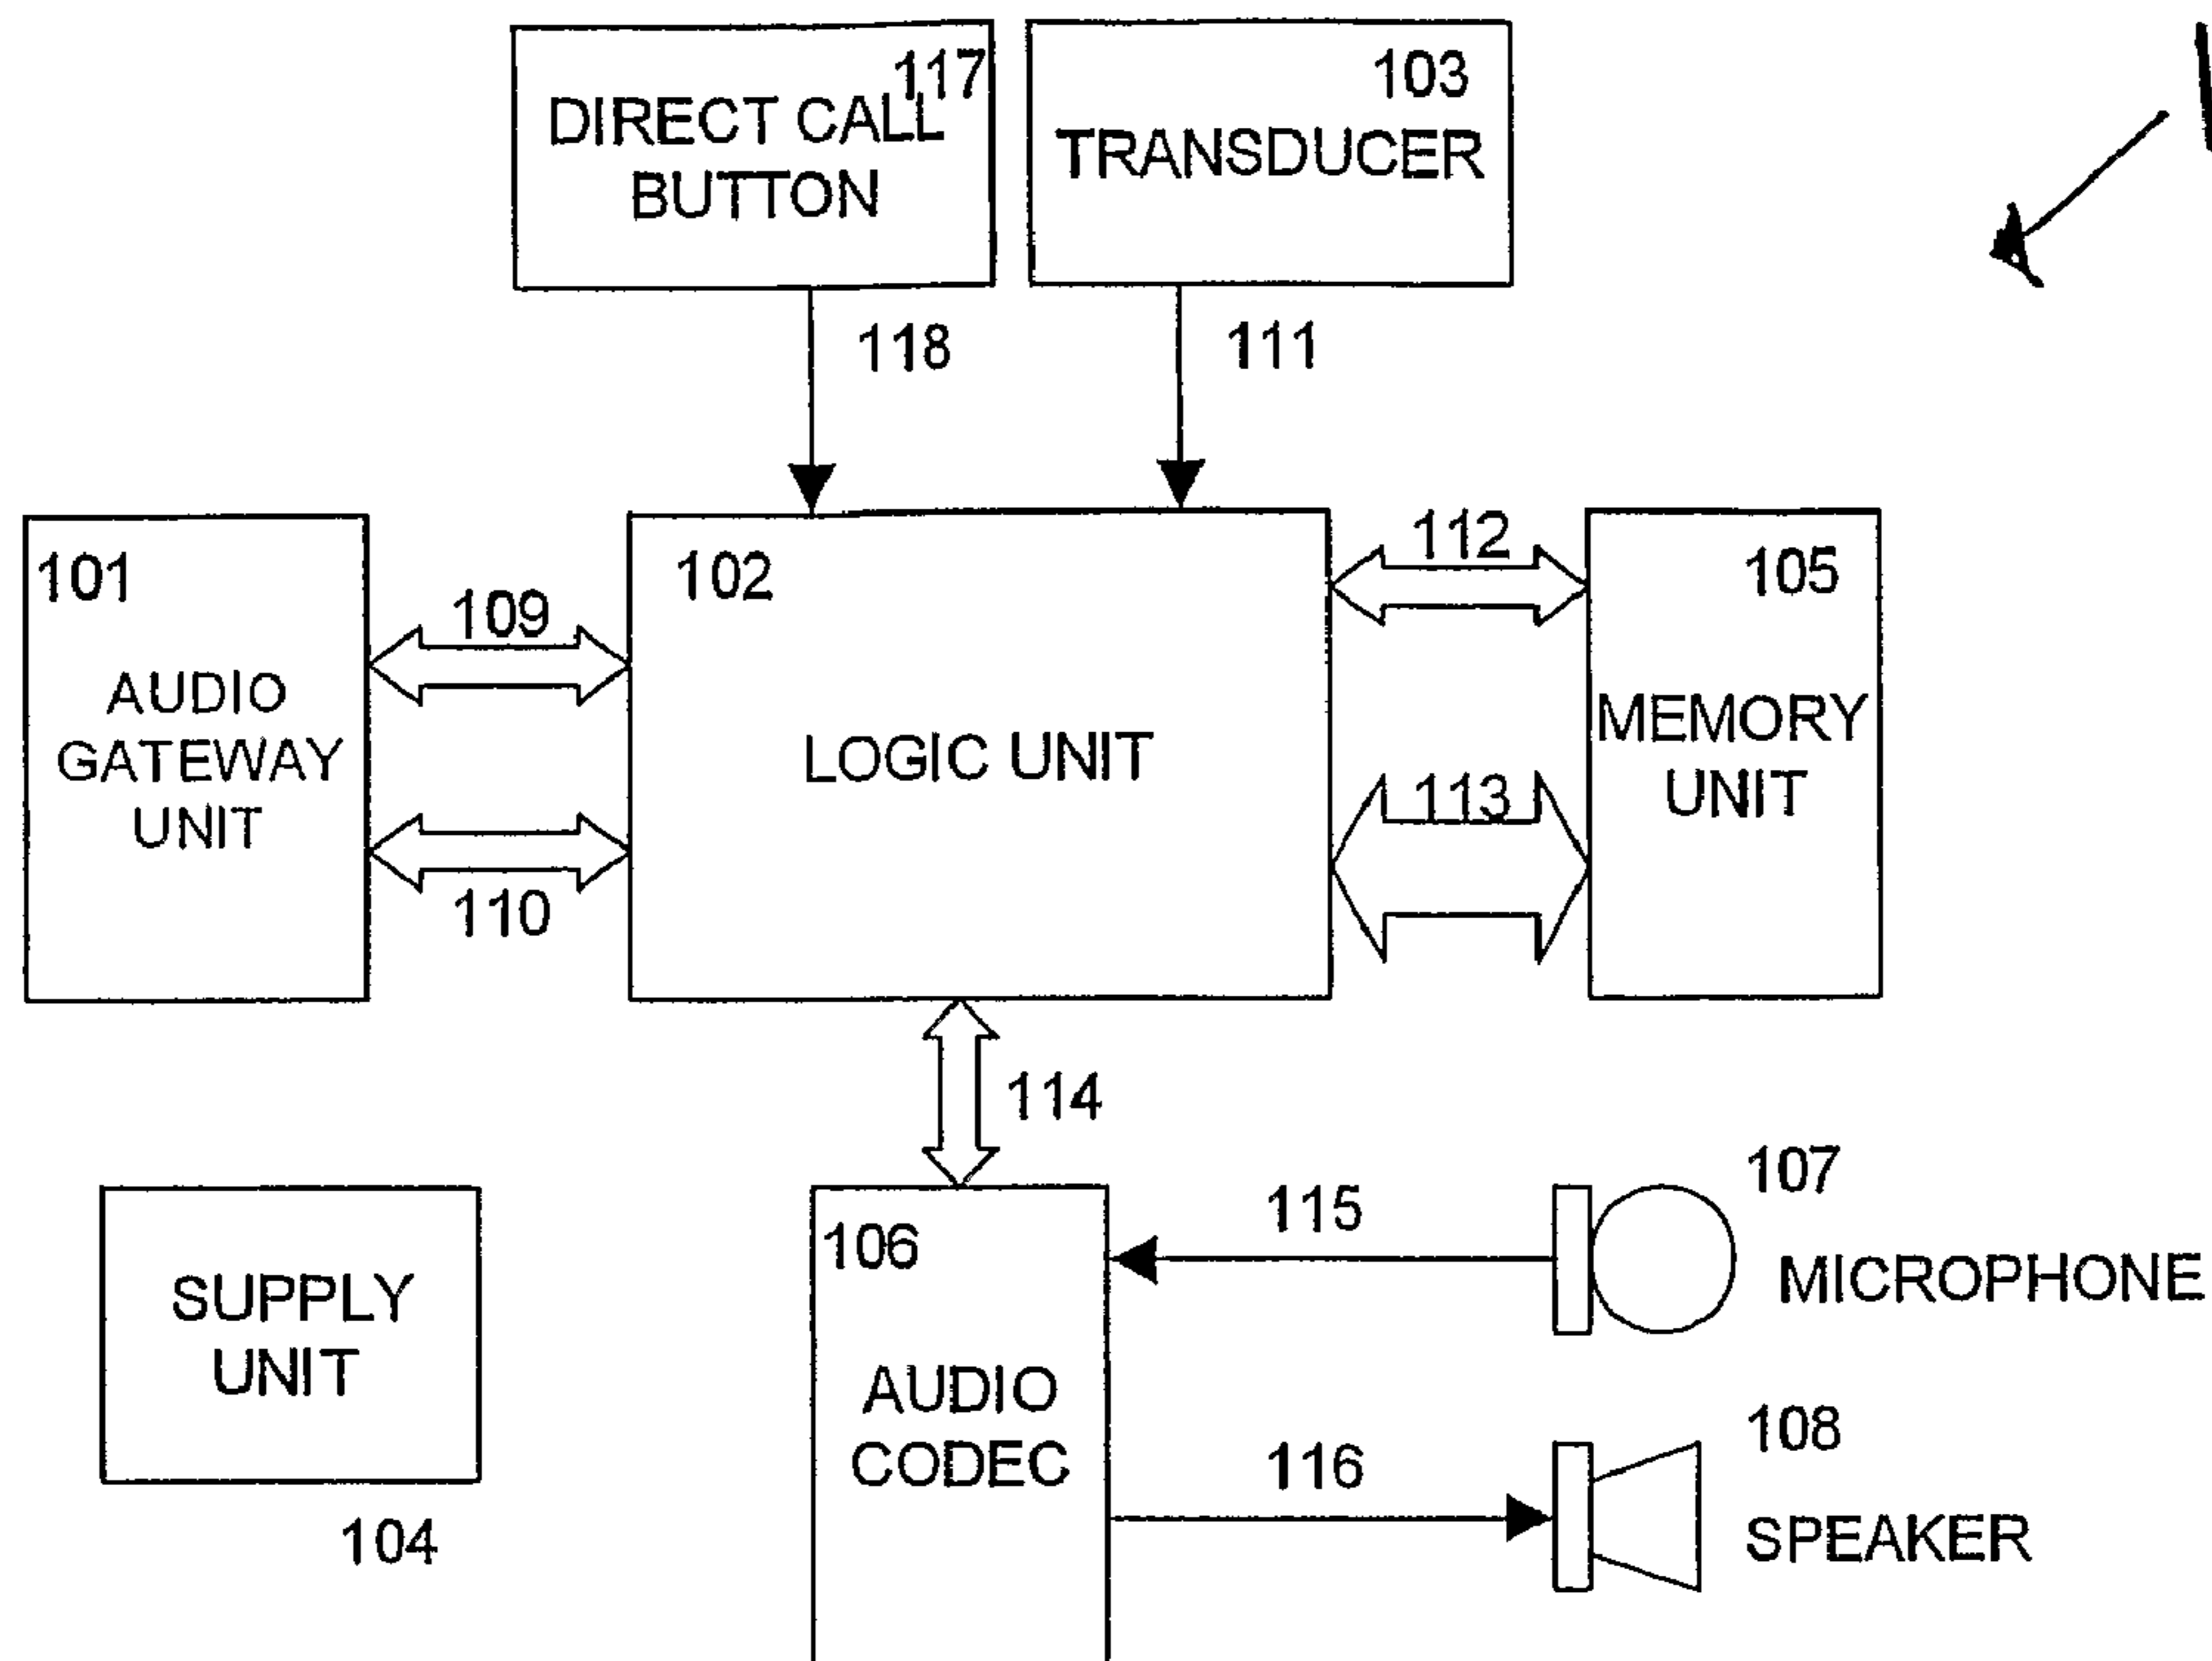 117
DIRECT CALL
BUTTON
103
TRANSDUCER
118
111
101
AUDIO
GATEWAY
UNIT
109
110
102
LOGIC UNIT
112
113
105
MEMORY
UNIT
114
SUPPLY
UNIT
104
106
AUDIO
CODEC
115
116
107
MICROPHONE
108
SPEAKER